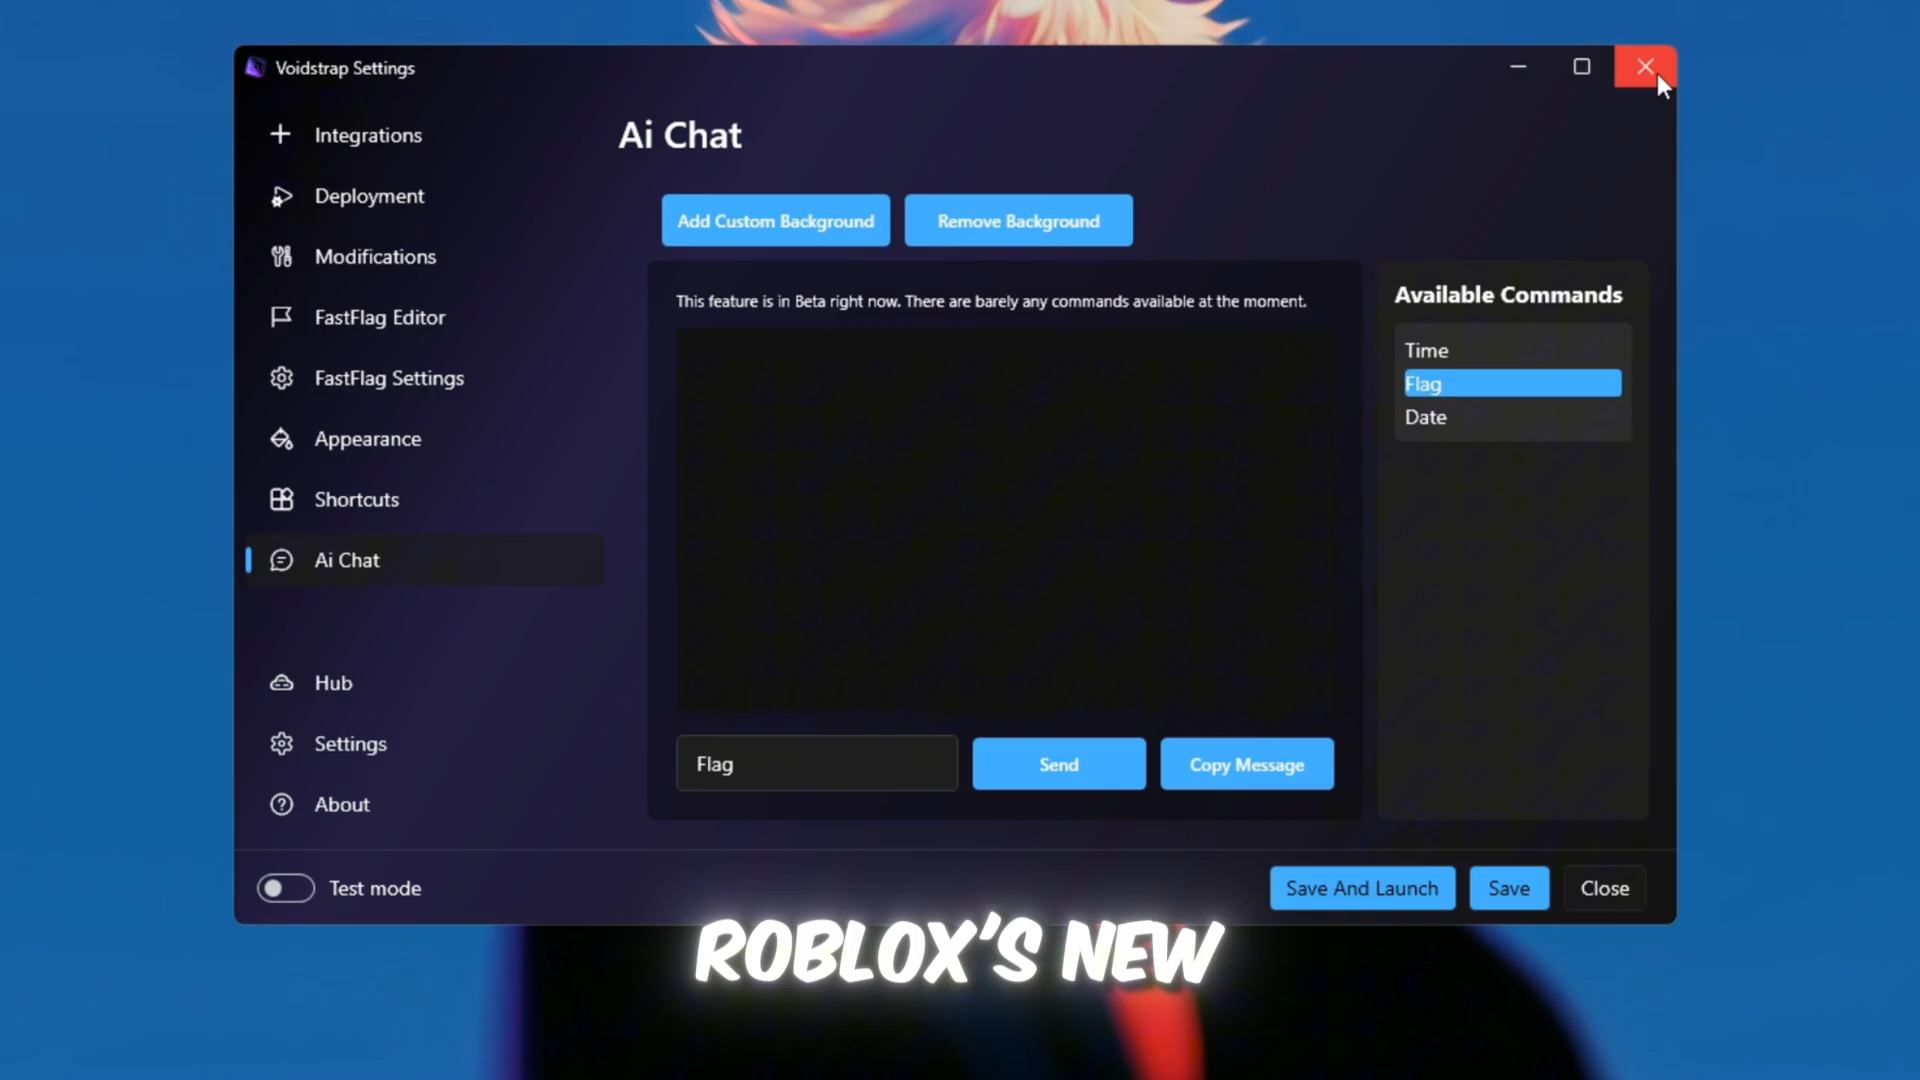 Voidstrap Settings
Integrations
Deployment
Modifications
FastFlag Editor
FastFlag Settings
Appearance
Shortcuts
Ai Chat
Hub
Settings
About
Test mode
Ai Chat
Add Custom Background
Remove Background
This feature is in Beta right now. There are barely any commands available at the moment.
Flag
Send
Copy Message
Available Commands
Time
Flag
Date
Save And Launch
Save
Close
ROBLOX'S NEW